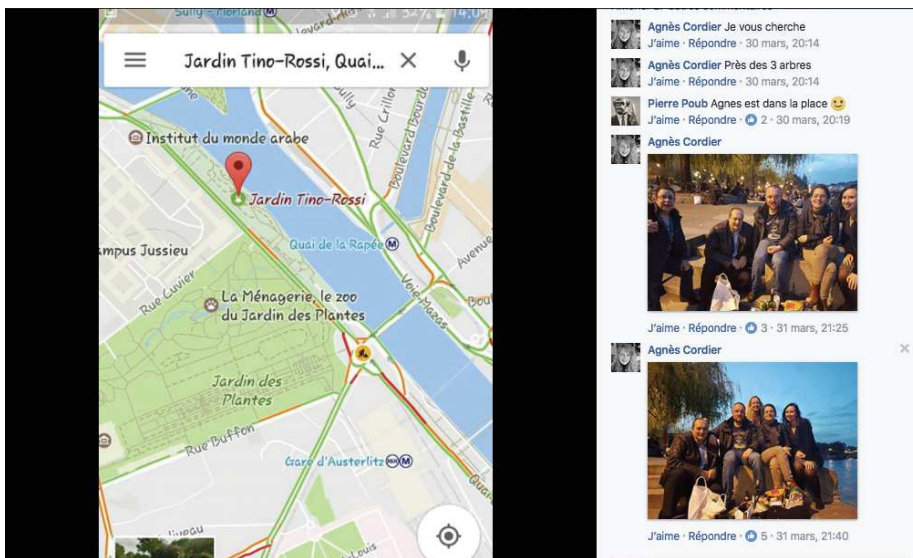 Sully - Morland M
52% 14:09
Jardin Tino-Rossi, Quai...
Institut du monde arabe
Rue Crillon
Boulevard Bourdon
Boulevard de la Bastille
Jardin Tino-Rossi
Quai de la Rapée M
Avenue
ampus Jussieu
Rue Cuvier
Voie Mazas
La Ménagerie, le zoo
du Jardin des Plantes
Jardin des
Plantes
Rue Buffon
Gare d'Austerlitz M
Agnès Cordier Je vous cherche
J'aime · Répondre · 30 mars, 20:14
Agnès Cordier Près des 3 arbres
J'aime · Répondre · 30 mars, 20:14
Pierre Poub Agnes est dans la place
J'aime · Répondre · 2 · 30 mars, 20:19
Agnès Cordier
J'aime · Répondre · 3 · 31 mars, 21:25
Agnès Cordier
J'aime · Répondre · 5 · 31 mars, 21:40